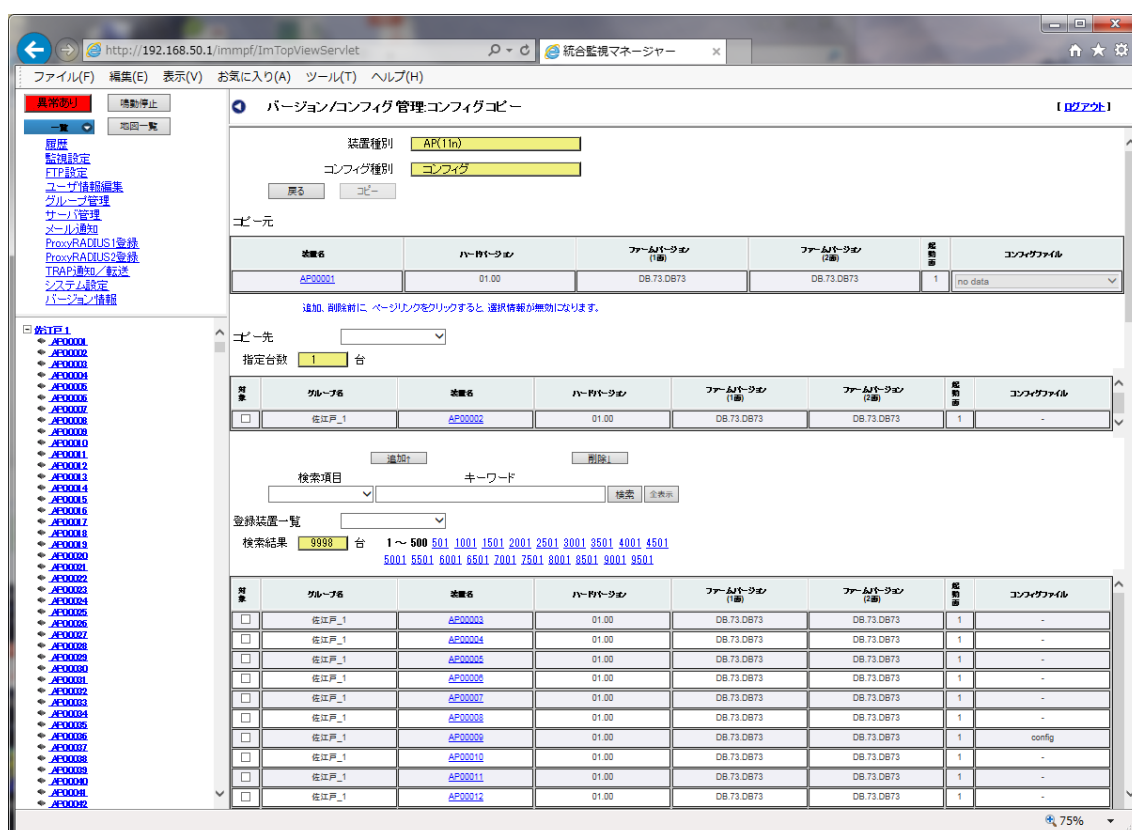 http://192.168.50.1/immpf/ImTopViewServlet
統合監視マネージャー
ファイル(F) 編集(E) 表示(V) お気に入り(A) ツール(T) ヘルプ(H)
異常あり 鳴動停止
一覧 地図一覧
履歴
監視設定
FTP設定
ユーザ情報編集
グループ管理
サーバ管理
メール通知
ProxyRADIUS1登録
ProxyRADIUS2登録
TRAP通知/転送
システム設定
バージョン情報
佐江戸_1
AP00001
AP00002
AP00003
AP00004
AP00005
AP00006
AP00007
AP00008
AP00009
AP00010
AP00011
AP00012
AP00013
AP00014
AP00015
AP00016
AP00017
AP00018
AP00019
AP00020
AP00021
AP00022
AP00023
AP00024
AP00025
AP00026
AP00027
AP00028
AP00029
AP00030
AP00031
AP00032
AP00033
AP00034
AP00035
AP00036
AP00037
AP00038
AP00039
AP00040
AP00041
AP00042
バージョン/コンフィグ管理:コンフィグコピー [ログアウト]
装置種別 AP(11n)
コンフィグ種別 コンフィグ
戻る コピー
コピー元
装置名 ハードバージョン ファームバージョン(1面) ファームバージョン(2面) 起動面 コンフィグファイル
AP00001 01.00 DB.73.DB73 DB.73.DB73 1 no data
追加、削除前に ページリンクをクリックすると 選択情報が無効になります。
コピー先
指定台数 1 台
対象 グループ名 装置名 ハードバージョン ファームバージョン(1面) ファームバージョン(2面) 起動面 コンフィグファイル
佐江戸_1 AP00002 01.00 DB.73.DB73 DB.73.DB73 1 -
追加↑ 削除↓
検索項目 キーワード
検索 全表示
登録装置一覧
検索結果 9998 台 1 ~ 500 501 1001 1501 2001 2501 3001 3501 4001 4501
5001 5501 6001 6501 7001 7501 8001 8501 9001 9501
対象 グループ名 装置名 ハードバージョン ファームバージョン(1面) ファームバージョン(2面) 起動面 コンフィグファイル
佐江戸_1 AP00003 01.00 DB.73.DB73 DB.73.DB73 1 -
佐江戸_1 AP00004 01.00 DB.73.DB73 DB.73.DB73 1 -
佐江戸_1 AP00005 01.00 DB.73.DB73 DB.73.DB73 1 -
佐江戸_1 AP00006 01.00 DB.73.DB73 DB.73.DB73 1 -
佐江戸_1 AP00007 01.00 DB.73.DB73 DB.73.DB73 1 -
佐江戸_1 AP00008 01.00 DB.73.DB73 DB.73.DB73 1 -
佐江戸_1 AP00009 01.00 DB.73.DB73 DB.73.DB73 1 config
佐江戸_1 AP00010 01.00 DB.73.DB73 DB.73.DB73 1 -
佐江戸_1 AP00011 01.00 DB.73.DB73 DB.73.DB73 1 -
佐江戸_1 AP00012 01.00 DB.73.DB73 DB.73.DB73 1 -
75%